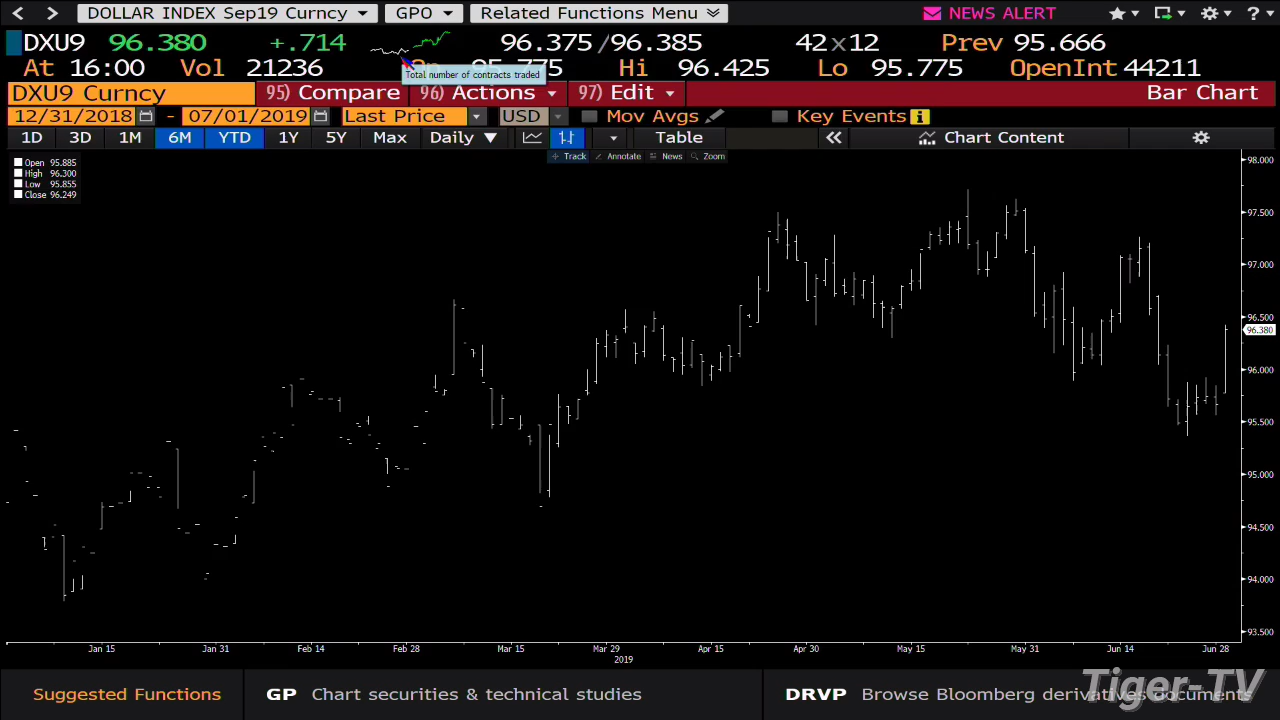 DOLLAR INDEX Sep19 Curncy GPO Related Functions Menu NEWS ALERT ?
DXU9 96.380 +.714 96.375/96.385 42x12 Prev 95.666
At 16:00 Vol 21236 95.775 Hi 96.425 Lo 95.775 OpenInt 44211
Total number of contracts traded
DXU9 Curncy 95) Compare 96) Actions 97) Edit Bar Chart
12/31/2018 - 07/01/2019 Last Price USD Mov Avgs Key Events i
1D 3D 1M 6M YTD 1Y 5Y Max Daily Table Chart Content
Track Annotate News Zoom
Open 95.885
High 96.300
Low 95.855
Close 96.249
98.000
97.500
97.000
96.500
96.380
96.000
95.500
95.000
94.500
94.000
93.500
Jan 15 Jan 31 Feb 14 Feb 28 Mar 15 Mar 29 Apr 15 Apr 30 May 15 May 31 Jun 14 Jun 28
2019
Suggested Functions GP Chart securities & technical studies DRVP Browse Bloomberg derivatives documents
Tiger-TV